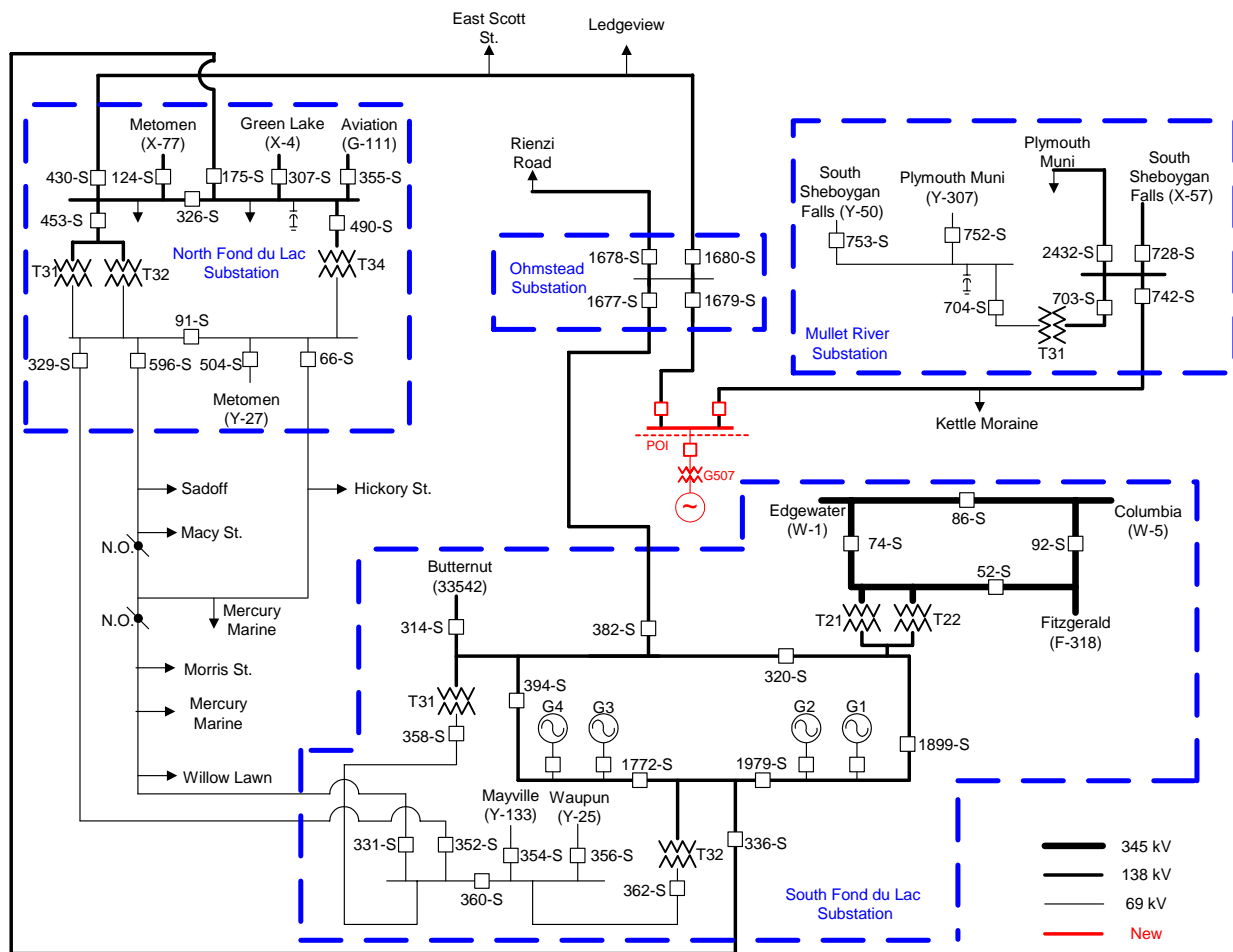 East Scott
St.
Ledgeview
Metomen
(X-77)
Green Lake
(X-4)
Aviation
(G-111)
430-S
124-S
175-S
307-S
355-S
326-S
453-S
490-S
North Fond du Lac
Substation
T31
T32
T34
91-S
329-S
596-S
504-S
66-S
Metomen
(Y-27)
Rienzi
Road
1678-S
1680-S
Ohmstead
Substation
1677-S
1679-S
South
Sheboygan
Falls (Y-50)
Plymouth Muni
(Y-307)
Plymouth
Muni
South
Sheboygan
Falls (X-57)
753-S
752-S
2432-S
728-S
704-S
703-S
742-S
T31
Mullet River
Substation
Kettle Moraine
POI
G507
~
Sadoff
Hickory St.
Macy St.
N.O.
N.O.
Mercury
Marine
Morris St.
Mercury
Marine
Willow Lawn
Edgewater
(W-1)
86-S
Columbia
(W-5)
74-S
92-S
52-S
T21
T22
Fitzgerald
(F-318)
Butternut
(33542)
314-S
382-S
320-S
T31
394-S
358-S
G4
G3
G2
G1
1899-S
1772-S
1979-S
Mayville
(Y-133)
Waupun
(Y-25)
331-S
352-S
354-S
356-S
T32
336-S
360-S
362-S
South Fond du Lac
Substation
345 kV
138 kV
69 kV
New